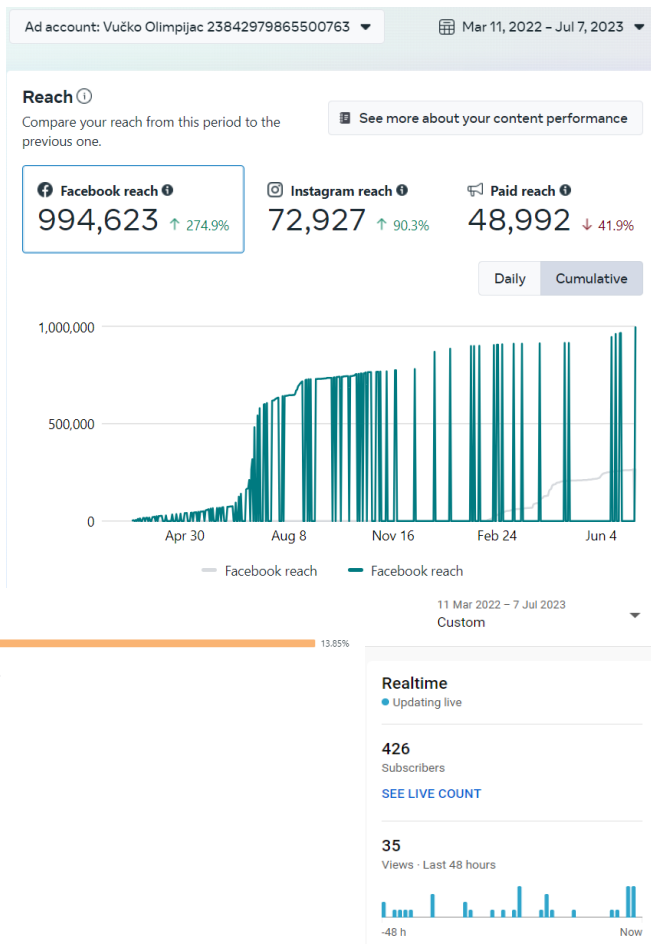 Ad account: Vučko Olimpijac 23842979865500763
Mar 11, 2022 – Jul 7, 2023
Reach
Compare your reach from this period to the
previous one.
See more about your content performance
Facebook reach
994,623 ↑ 274.9%
Instagram reach
72,927 ↑ 90.3%
Paid reach
48,992 ↓ 41.9%
Daily
Cumulative
1,000,000
500,000
0
Apr 30
Aug 8
Nov 16
Feb 24
Jun 4
Facebook reach
Facebook reach
11 Mar 2022 – 7 Jul 2023
Custom
13.85%
Realtime
Updating live
426
Subscribers
SEE LIVE COUNT
35
Views · Last 48 hours
-48 h
Now